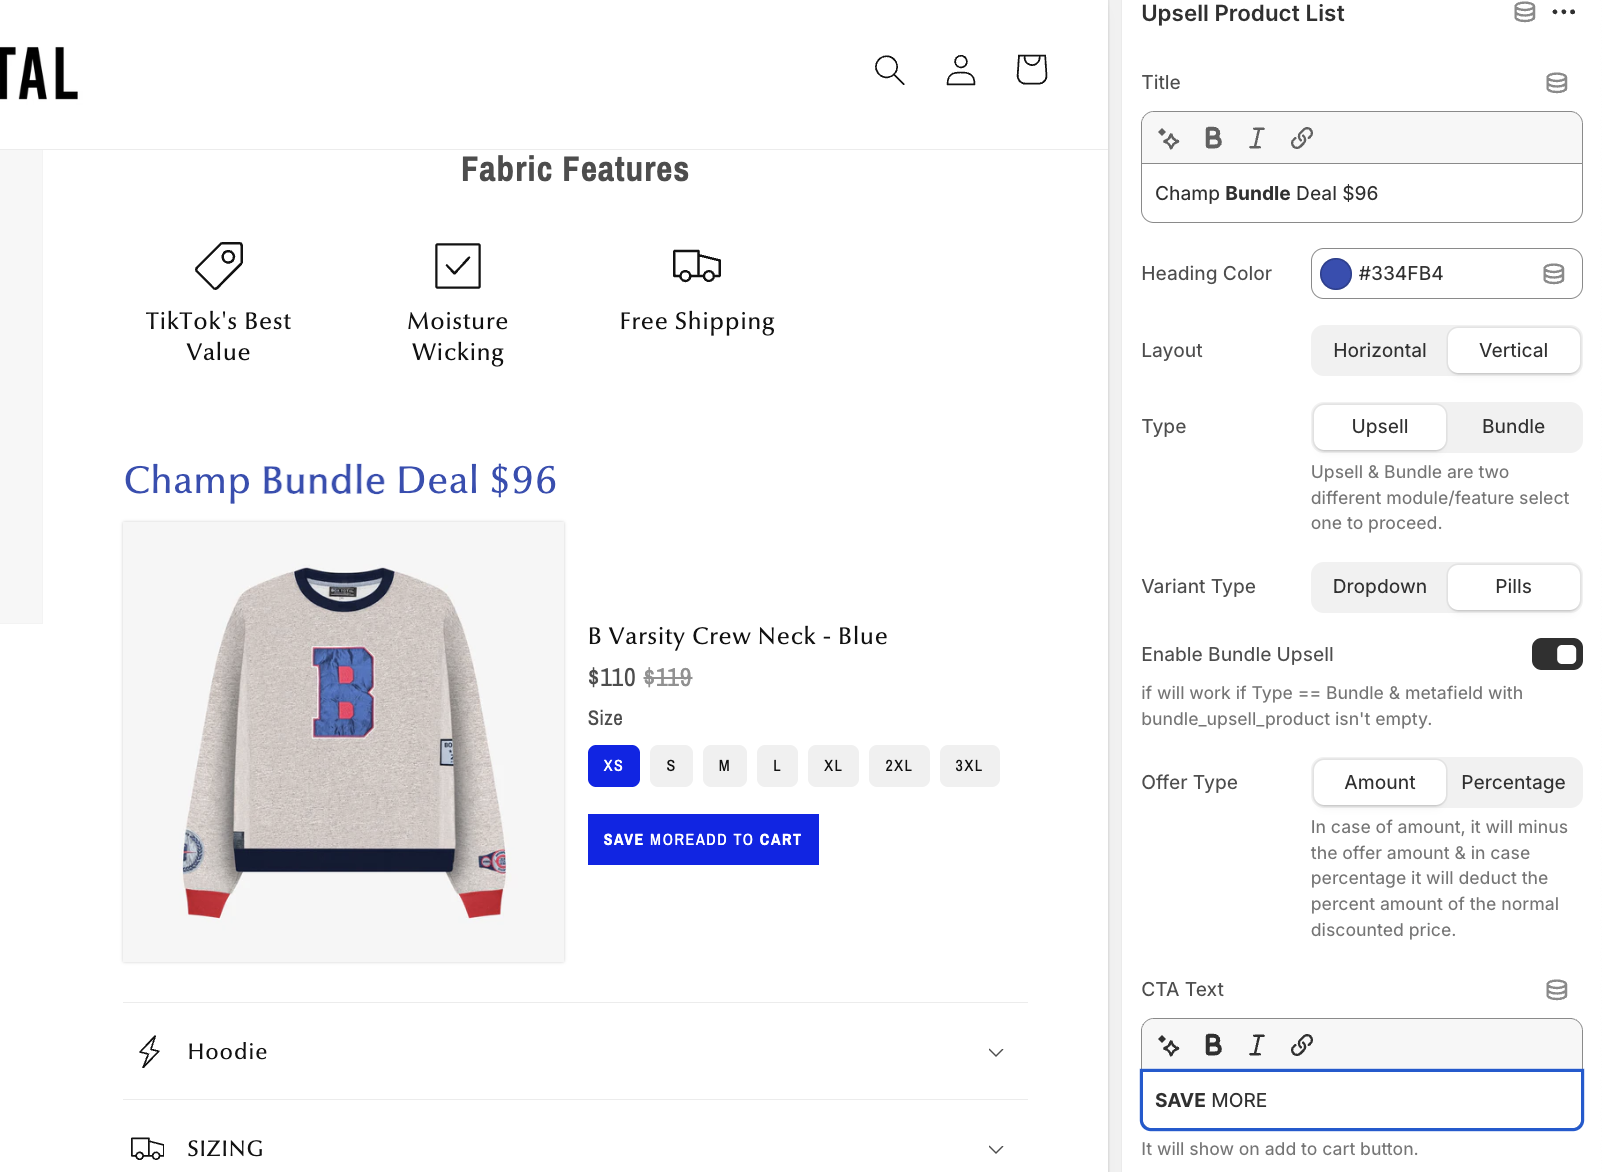 TAL
Fabric Features
TikTok's Best
Value
Moisture
Wicking
Free Shipping
Champ Bundle Deal $96
B
B Varsity Crew Neck - Blue
$110 $119
Size
XS S M L XL 2XL 3XL
SAVE MOREADD TO CART
Hoodie
SIZING
Upsell Product List
Title
B I
Champ Bundle Deal $96
Heading Color
#334FB4
Layout
Horizontal Vertical
Type
Upsell Bundle
Upsell & Bundle are two
different module/feature select
one to proceed.
Variant Type
Dropdown Pills
Enable Bundle Upsell
if will work if Type == Bundle & metafield with
bundle_upsell_product isn't empty.
Offer Type
Amount Percentage
In case of amount, it will minus
the offer amount & in case
percentage it will deduct the
percent amount of the normal
discounted price.
CTA Text
B I
SAVE MORE
It will show on add to cart button.